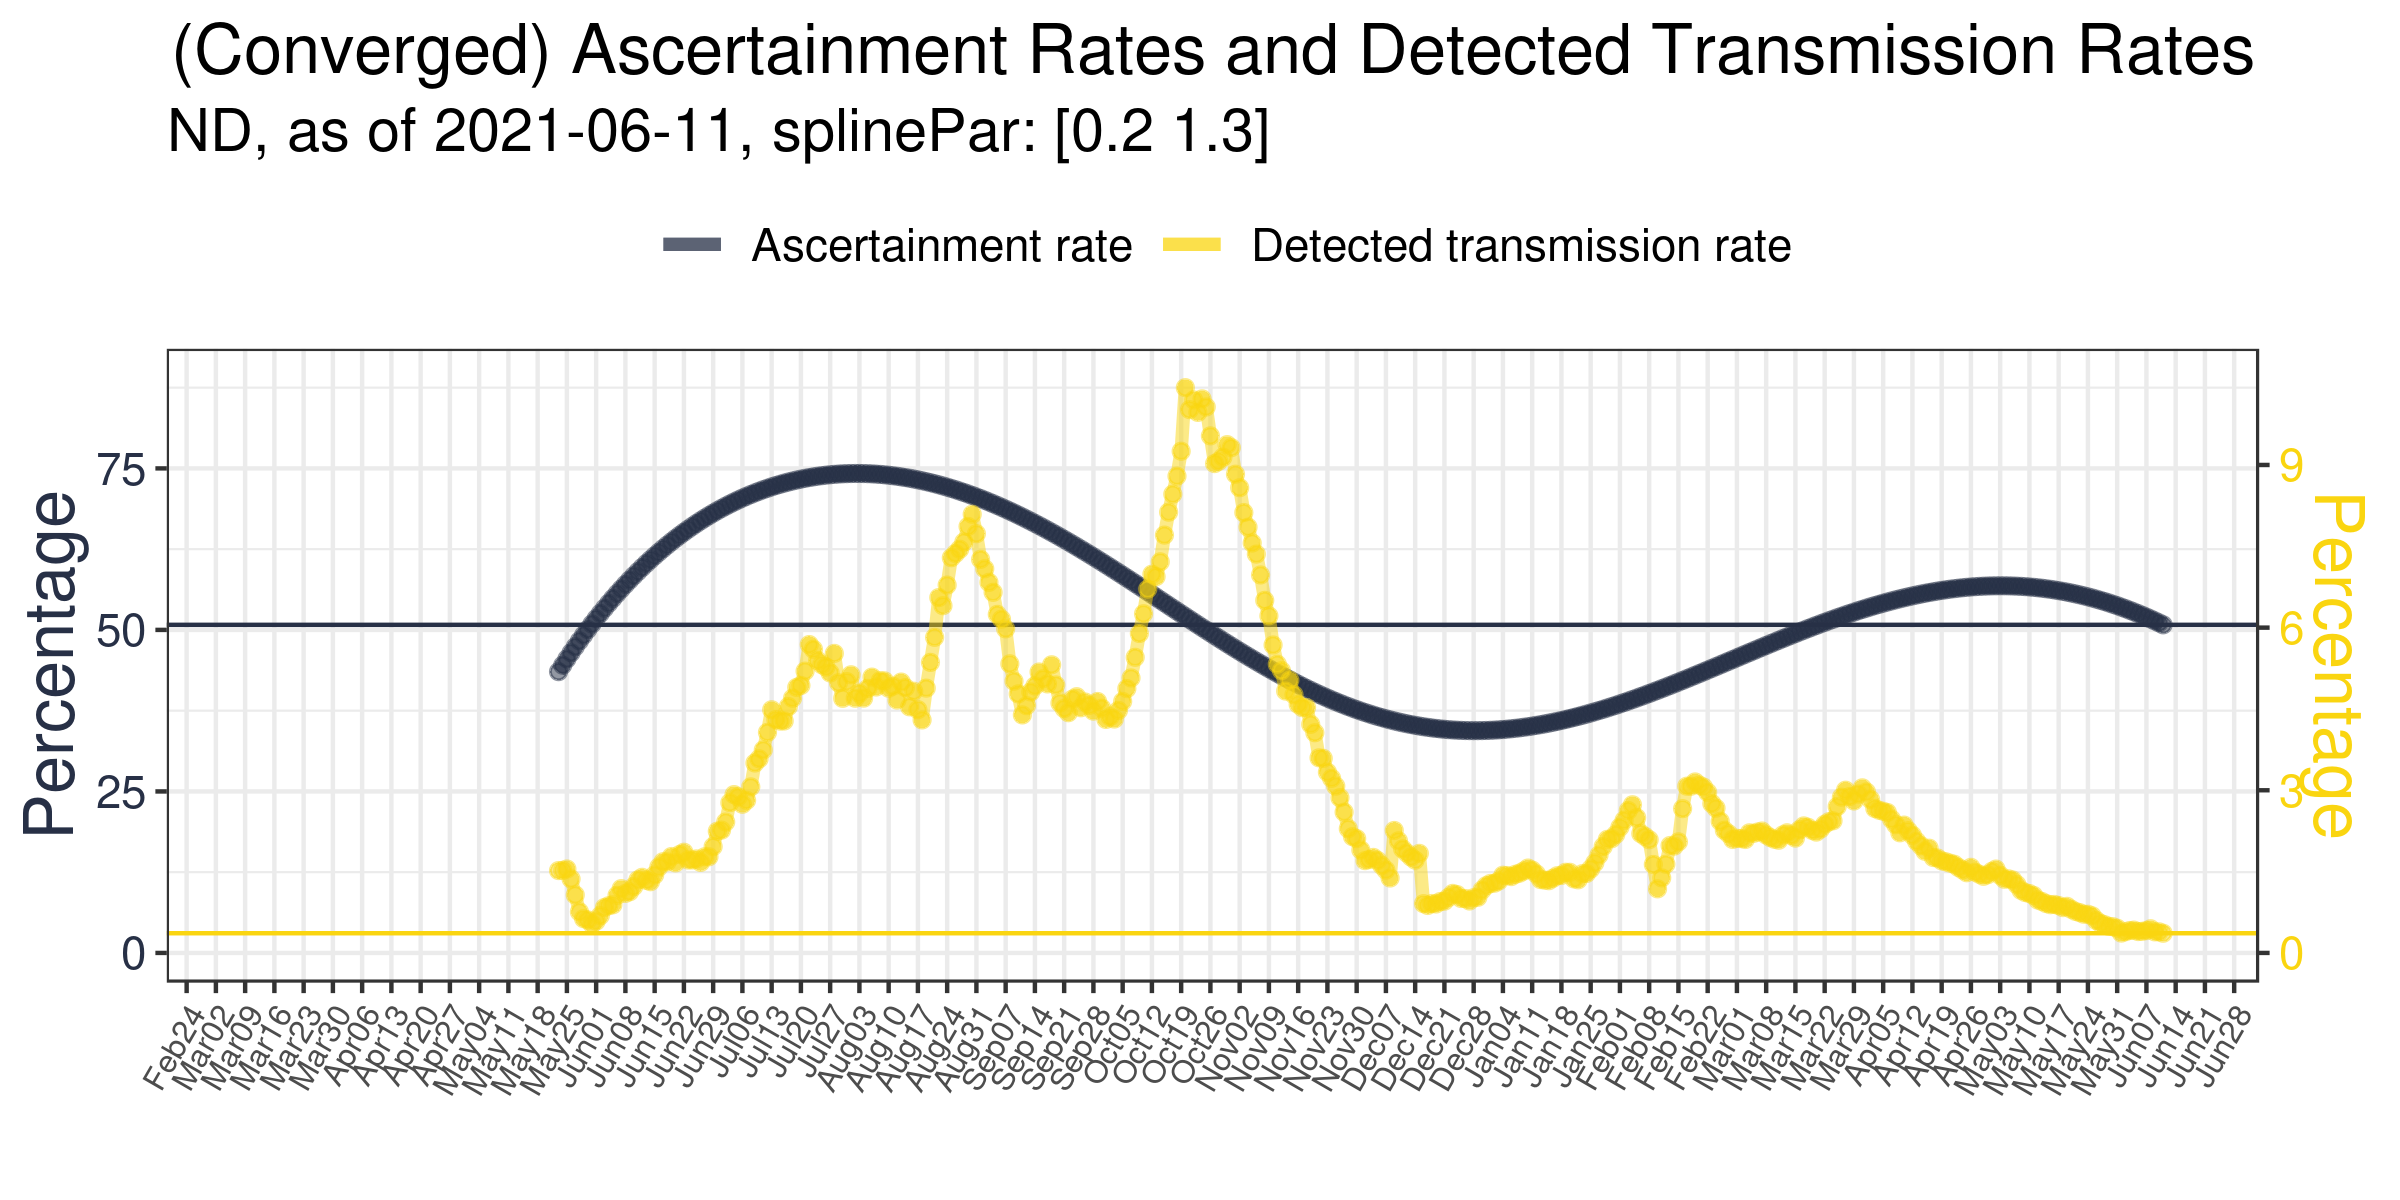 (Converged) Ascertainment Rates and Detected Transmission Rates
ND, as of 2021-06-11, splinePar: [0.2 1.3]
Ascertainment rate Detected transmission rate
Percentage
75
50
25
0
9
6
3
0
Percentage
Feb24 Mar02 Mar09 Mar16 Mar23 Mar30 Apr06 Apr13 Apr20 Apr27 May04 May11 May18 May25 Jun01 Jun08 Jun15 Jun22 Jun29 Jul06 Jul13 Jul20 Jul27 Aug03 Aug10 Aug17 Aug24 Aug31 Sep07 Sep14 Sep21 Sep28 Oct05 Oct12 Oct19 Oct26 Nov02 Nov09 Nov16 Nov23 Nov30 Dec07 Dec14 Dec21 Dec28 Jan04 Jan11 Jan18 Jan25 Feb01 Feb08 Feb15 Feb22 Mar01 Mar08 Mar15 Mar22 Mar29 Apr05 Apr12 Apr19 Apr26 May03 May10 May17 May24 May31 Jun07 Jun14 Jun21 Jun28